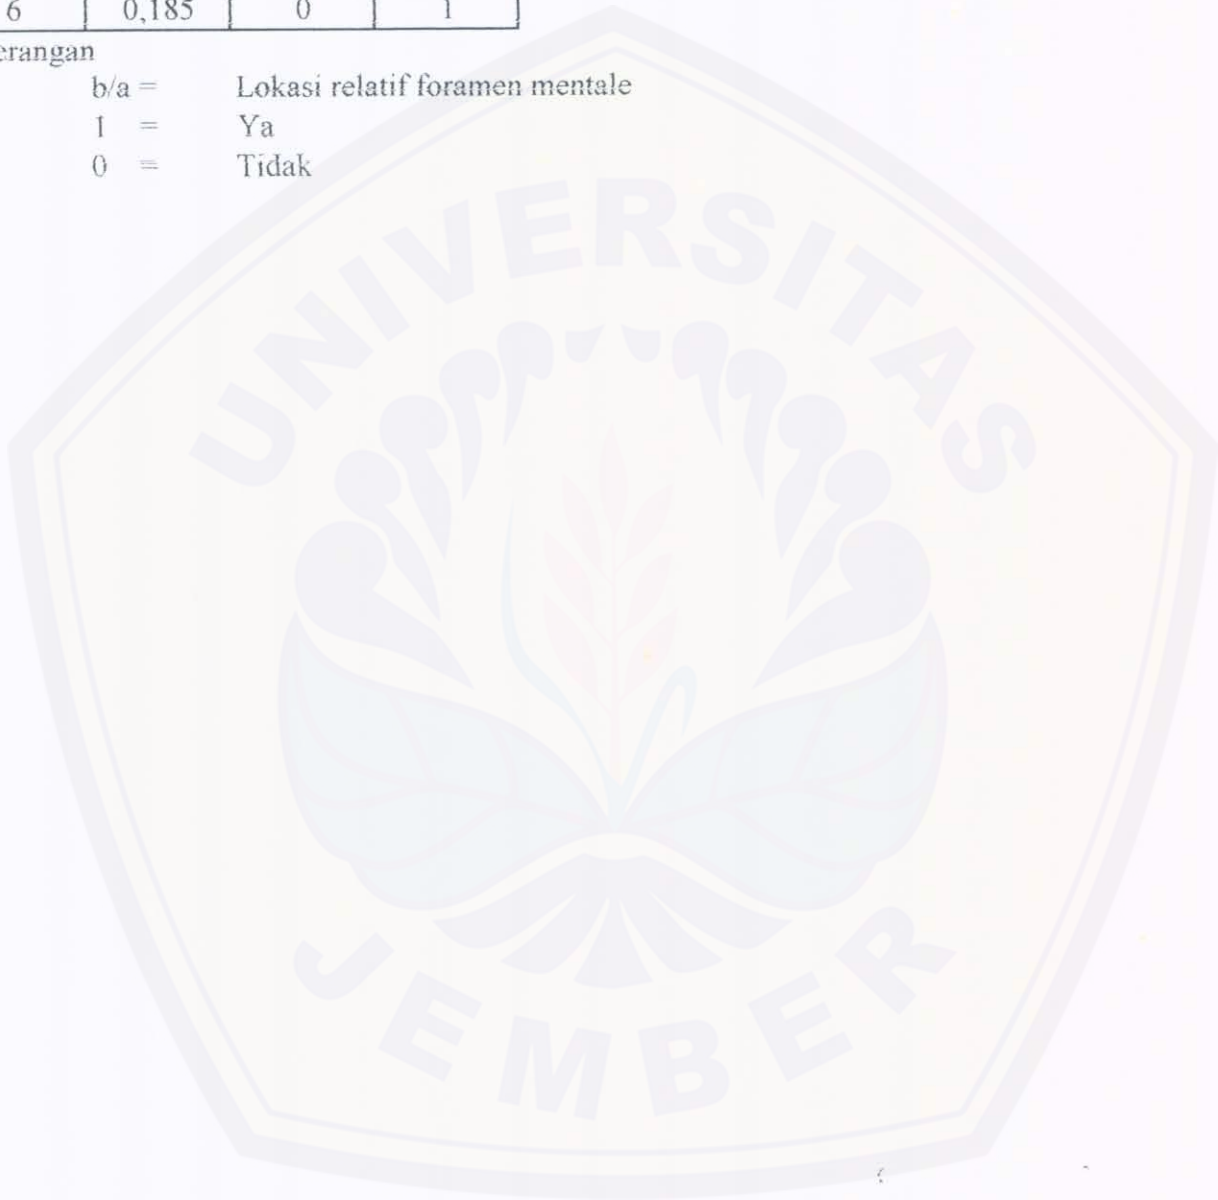 6 0,185 0 1
erangan
b/a = Lokasi relatif foramen mentale
1 = Ya
0 = Tidak
UNIVERSITAS
JEMBER